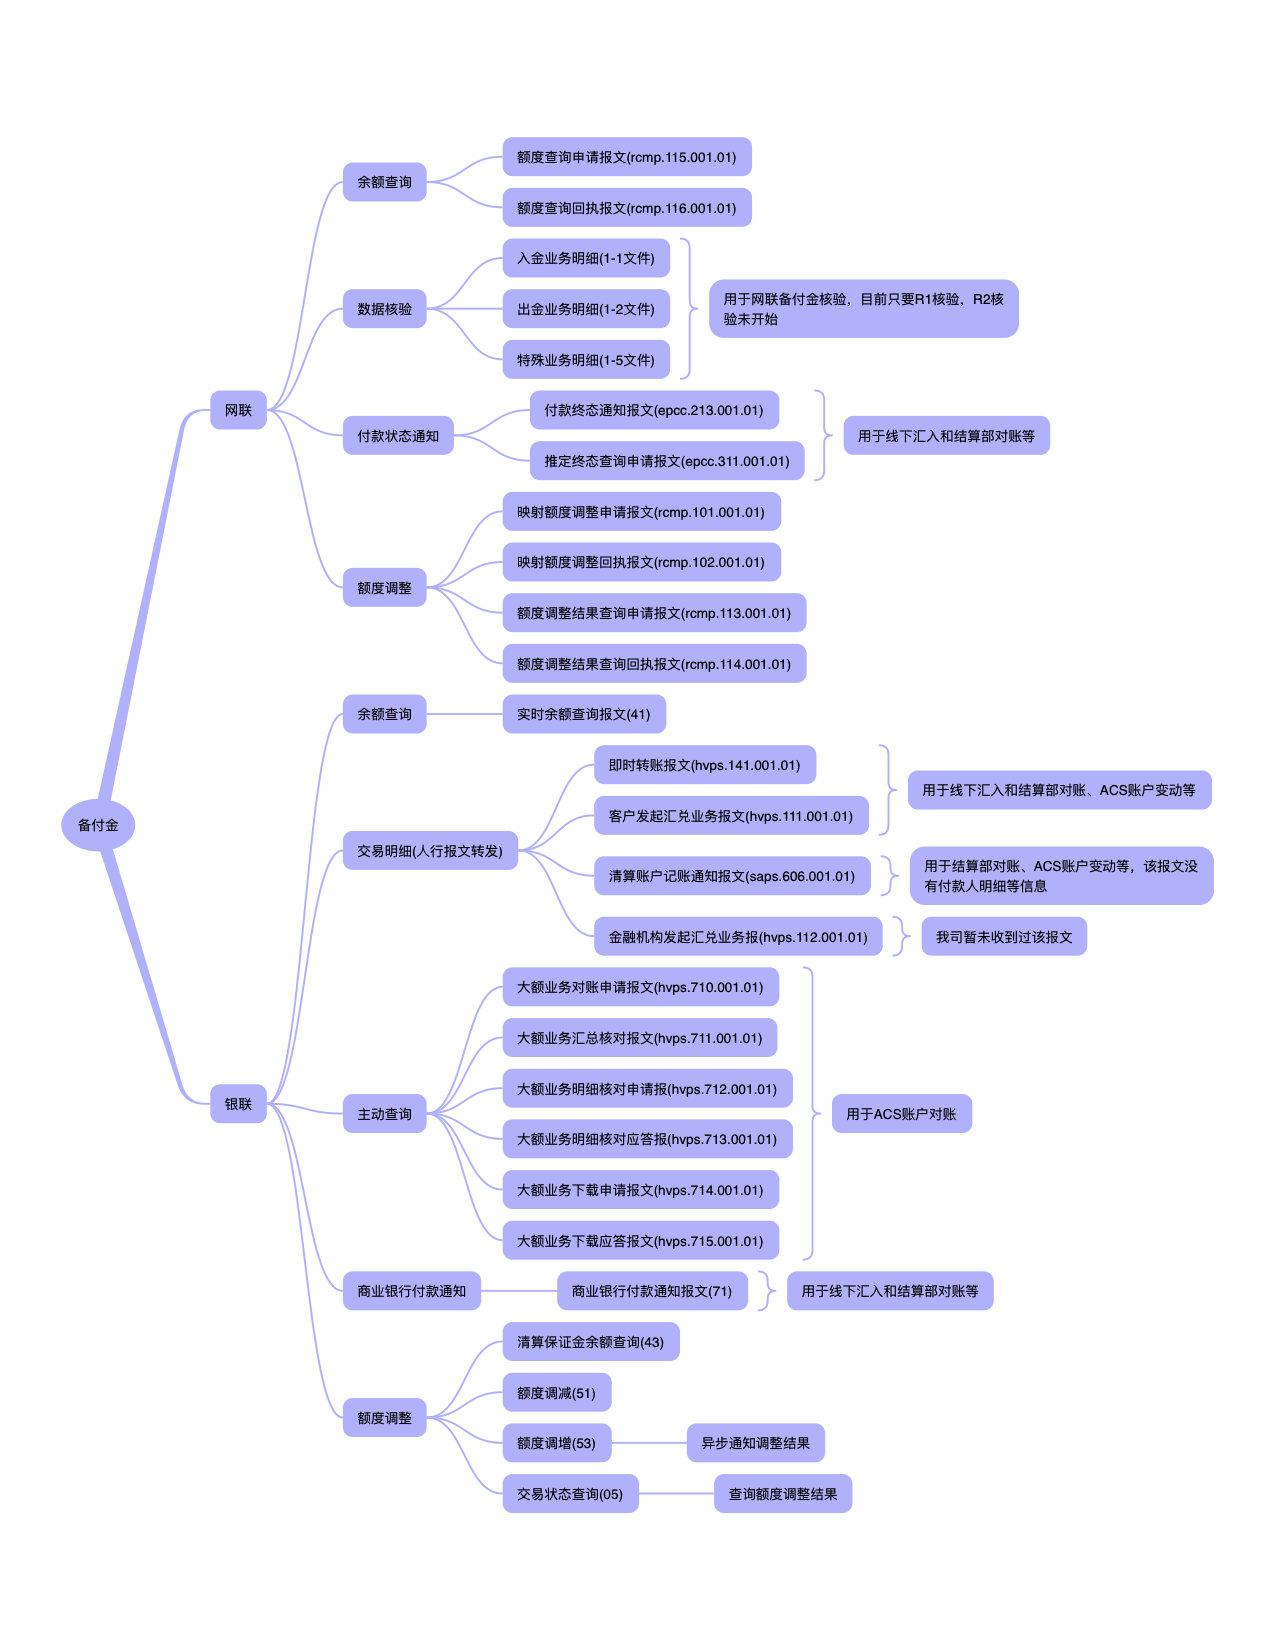 备付金
网联
余额查询
额度查询申请报文(rcmp.115.001.01)
额度查询回执报文(rcmp.116.001.01)
数据核验
入金业务明细(1-1文件)
出金业务明细(1-2文件)
特殊业务明细(1-5文件)
用于网联备付金核验，目前只要R1核验，R2核
验未开始
付款状态通知
付款终态通知报文(epcc.213.001.01)
推定终态查询申请报文(epcc.311.001.01)
用于线下汇入和结算部对账等
额度调整
映射额度调整申请报文(rcmp.101.001.01)
映射额度调整回执报文(rcmp.102.001.01)
额度调整结果查询申请报文(rcmp.113.001.01)
额度调整结果查询回执报文(rcmp.114.001.01)
银联
余额查询
实时余额查询报文(41)
交易明细(人行报文转发)
即时转账报文(hvps.141.001.01)
客户发起汇兑业务报文(hvps.111.001.01)
用于线下汇入和结算部对账、ACS账户变动等
清算账户记账通知报文(saps.606.001.01)
用于结算部对账、ACS账户变动等，该报文没
有付款人明细等信息
金融机构发起汇兑业务报(hvps.112.001.01)
我司暂未收到过该报文
主动查询
大额业务对账申请报文(hvps.710.001.01)
大额业务汇总核对报文(hvps.711.001.01)
大额业务明细核对申请报(hvps.712.001.01)
大额业务明细核对应答报(hvps.713.001.01)
大额业务下载申请报文(hvps.714.001.01)
大额业务下载应答报文(hvps.715.001.01)
用于ACS账户对账
商业银行付款通知
商业银行付款通知报文(71)
用于线下汇入和结算部对账等
额度调整
清算保证金余额查询(43)
额度调减(51)
额度调增(53)
异步通知调整结果
交易状态查询(05)
查询额度调整结果